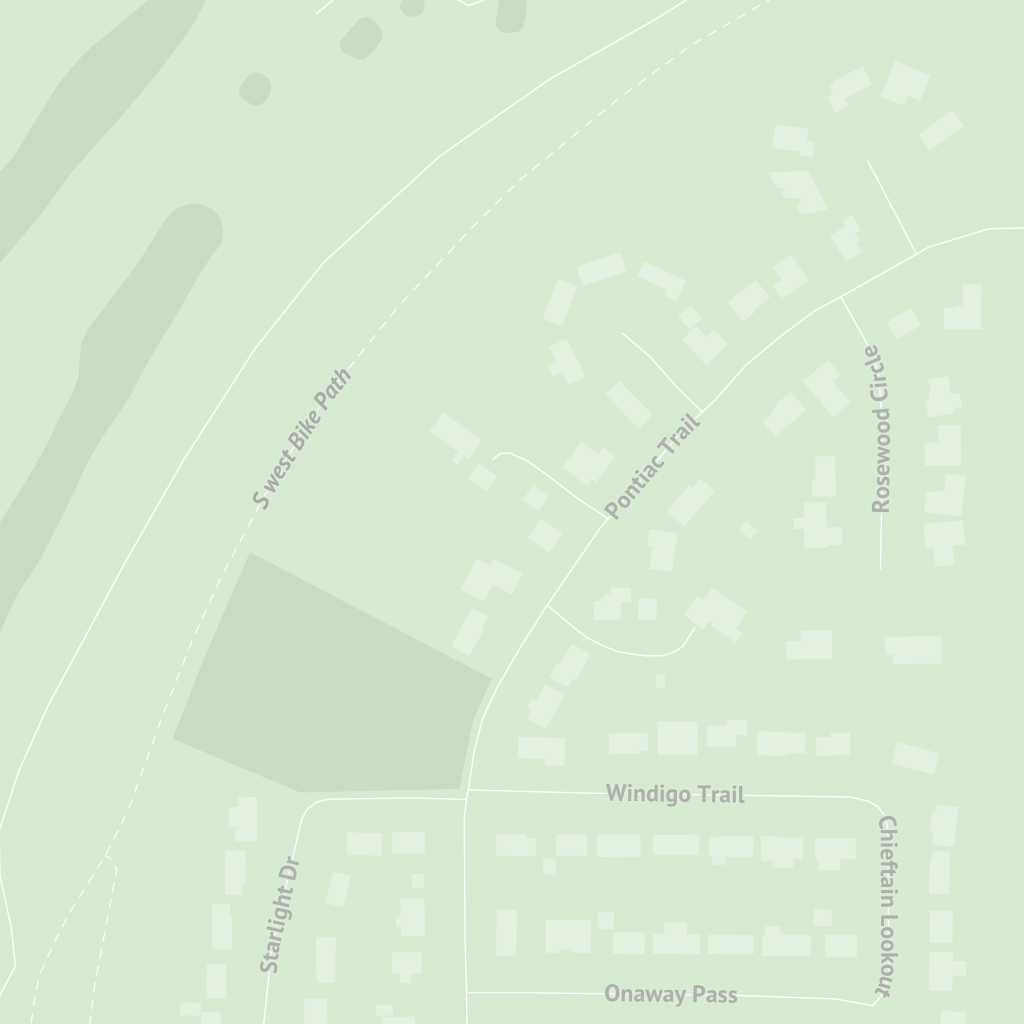 S west Bike Path
Rosewood Circle
Pontiac Trail
Windigo Trail
Starlight Dr
Chieftain Lookout
Onaway Pass